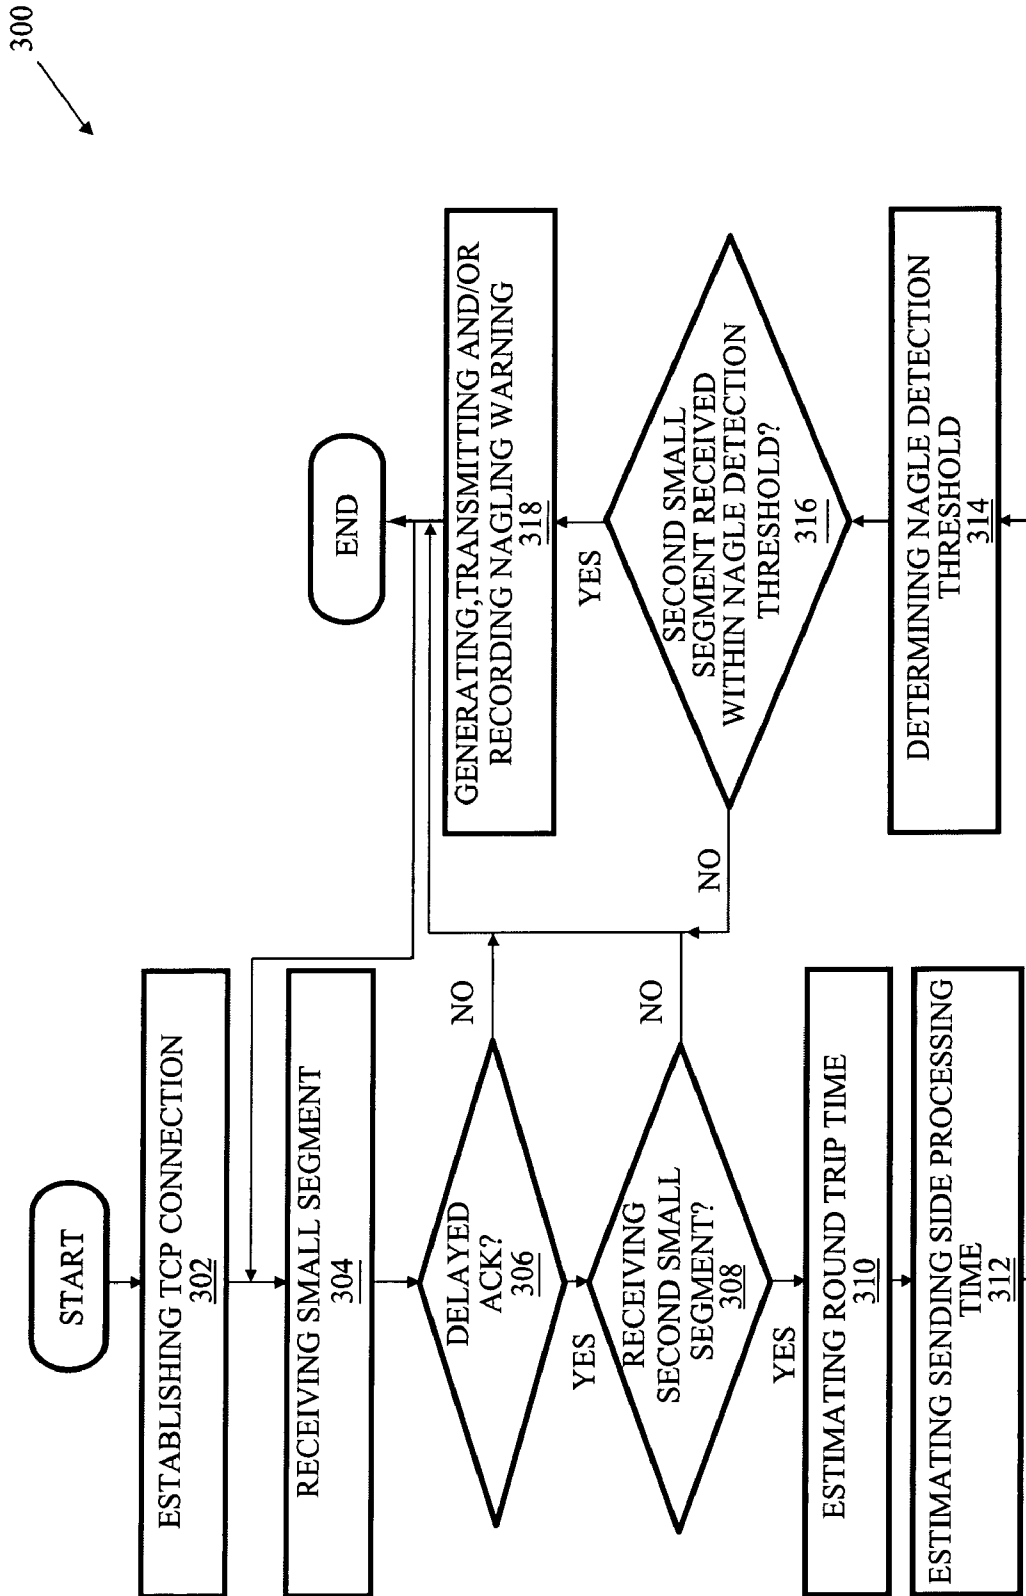 300
START
ESTABLISHING TCP CONNECTION
302
RECEIVING SMALL SEGMENT
304
DELAYED
ACK?
306
NO
YES
RECEIVING
SECOND SMALL
SEGMENT?
308
NO
YES
ESTIMATING ROUND TRIP TIME
310
ESTIMATING SENDING SIDE PROCESSING
TIME
312
DETERMINING NAGLE DETECTION
THRESHOLD
314
SECOND SMALL
SEGMENT RECEIVED
WITHIN NAGLE DETECTION
THRESHOLD?
316
NO
YES
GENERATING,TRANSMITTING AND/OR
RECORDING NAGLING WARNING
318
END